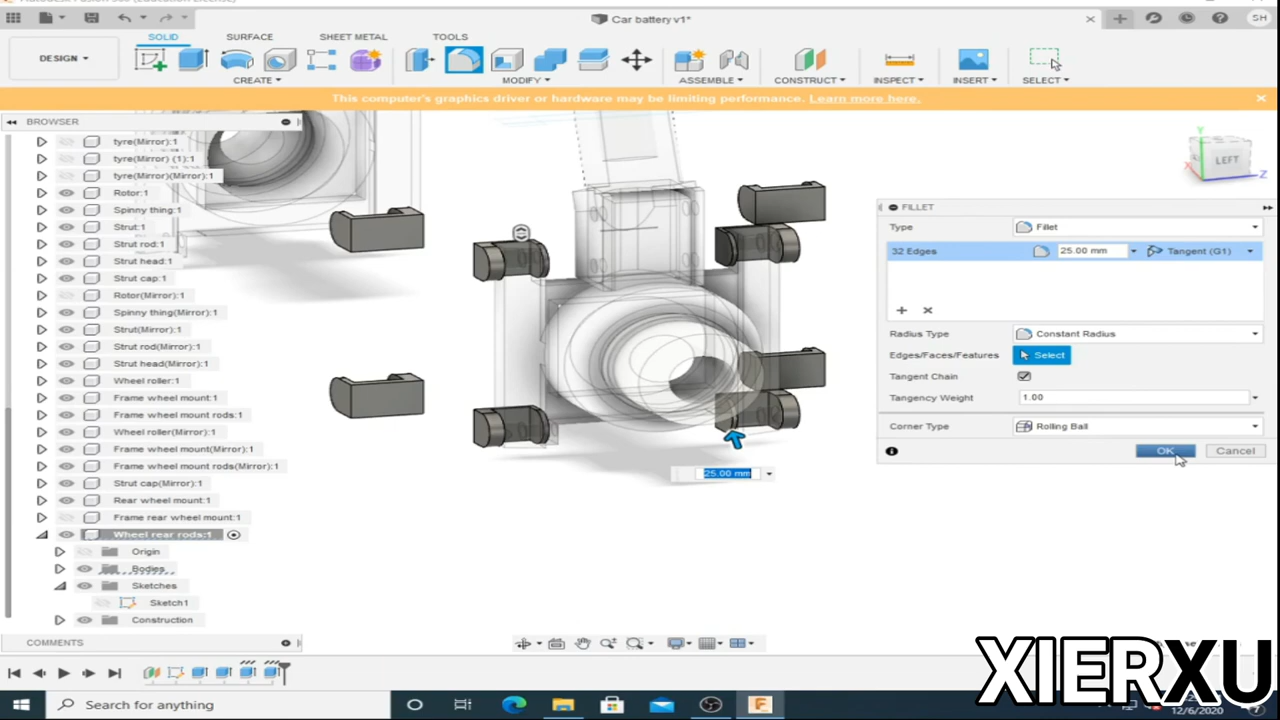 Car battery v1*
SH
DESIGN
SOLID
SURFACE
SHEET METAL
TOOLS
CREATE
MODIFY
ASSEMBLE
CONSTRUCT
INSPECT
INSERT
SELECT
This computer's graphics driver or hardware may be limiting performance. Learn more here.
BROWSER
tyre(Mirror):1
tyre(Mirror) (1):1
tyre(Mirror)(Mirror):1
Rotor:1
Spinny thing:1
Strut:1
Strut rod:1
Strut head:1
Strut cap:1
Rotor(Mirror):1
Spinny thing(Mirror):1
Strut(Mirror):1
Strut rod(Mirror):1
Strut head(Mirror):1
Wheel roller:1
Frame wheel mount:1
Frame wheel mount rods:1
Wheel roller(Mirror):1
Frame wheel mount(Mirror):1
Frame wheel mount rods(Mirror):1
Strut cap(Mirror):1
Rear wheel mount:1
Frame rear wheel mount:1
Wheel rear rods:1
Origin
Bodies
Sketches
Sketch1
Construction
LEFT
Y
X
Z
FILLET
Type
Fillet
32 Edges
25.00 mm
Tangent (G1)
Radius Type
Constant Radius
Edges/Faces/Features
Select
Tangent Chain
Tangency Weight
1.00
Corner Type
Rolling Ball
OK
Cancel
25.00 mm
COMMENTS
XIERXU
Search for anything
12/6/2020